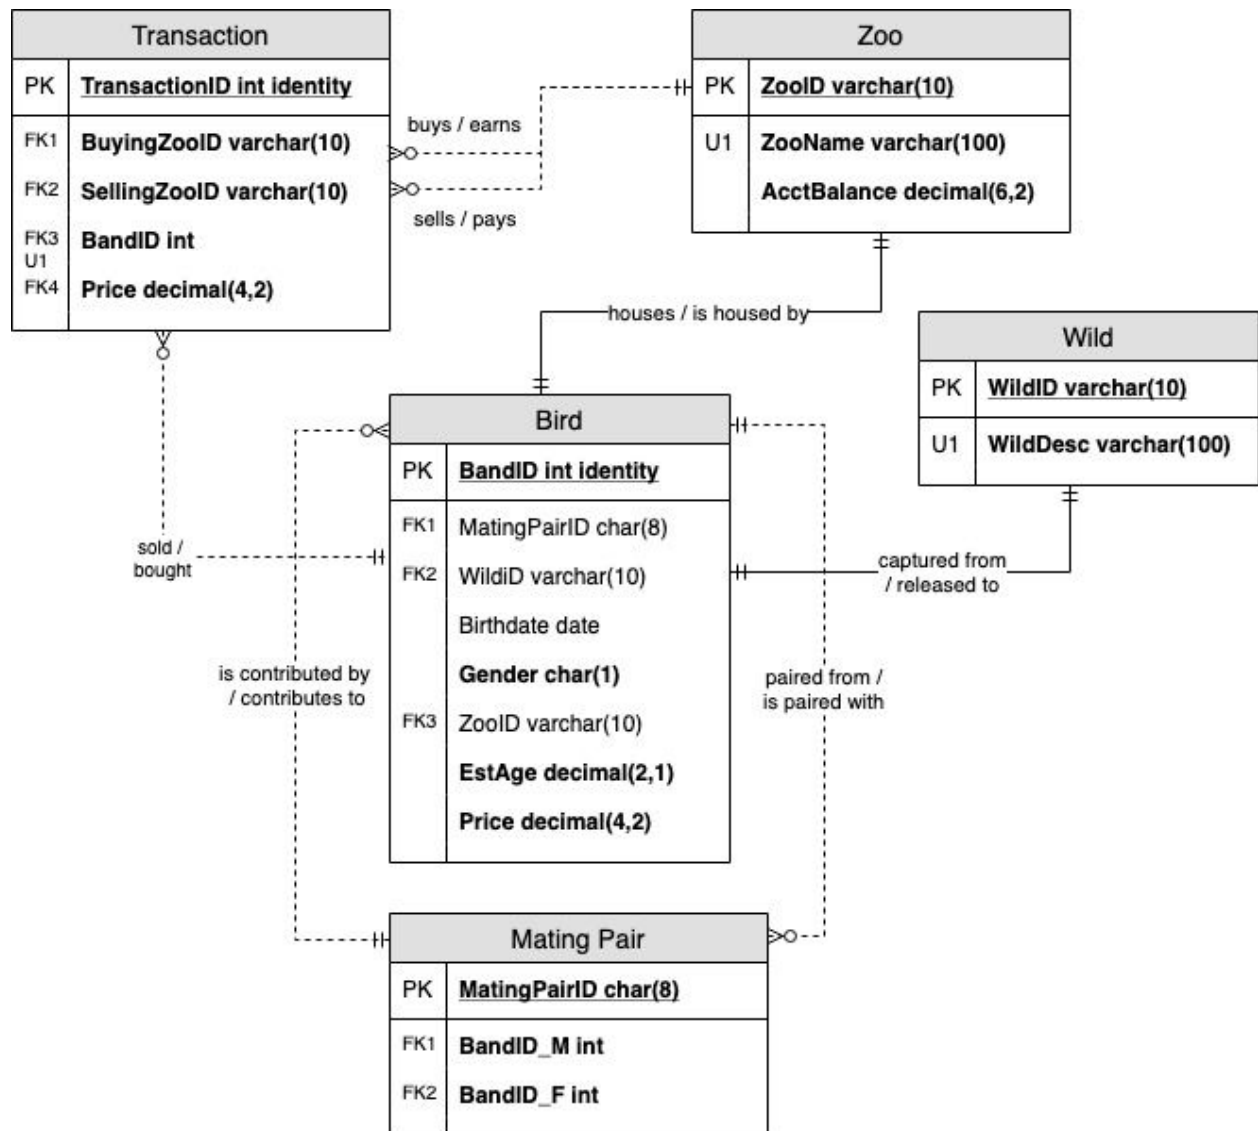 Transaction
PK TransactionID int identity
FK1 BuyingZooID varchar(10)
FK2 SellingZooID varchar(10)
FK3 BandID int
U1
FK4 Price decimal(4,2)
buys / earns
sells / pays
Zoo
PK ZooID varchar(10)
U1 ZooName varchar(100)
AcctBalance decimal(6,2)
houses / is housed by
Wild
PK WildID varchar(10)
U1 WildDesc varchar(100)
Bird
PK BandID int identity
FK1 MatingPairID char(8)
FK2 WildiD varchar(10)
Birthdate date
Gender char(1)
FK3 ZooID varchar(10)
EstAge decimal(2,1)
Price decimal(4,2)
sold /
bought
captured from
/ released to
is contributed by
/ contributes to
paired from /
is paired with
Mating Pair
PK MatingPairID char(8)
FK1 BandID_M int
FK2 BandID_F int